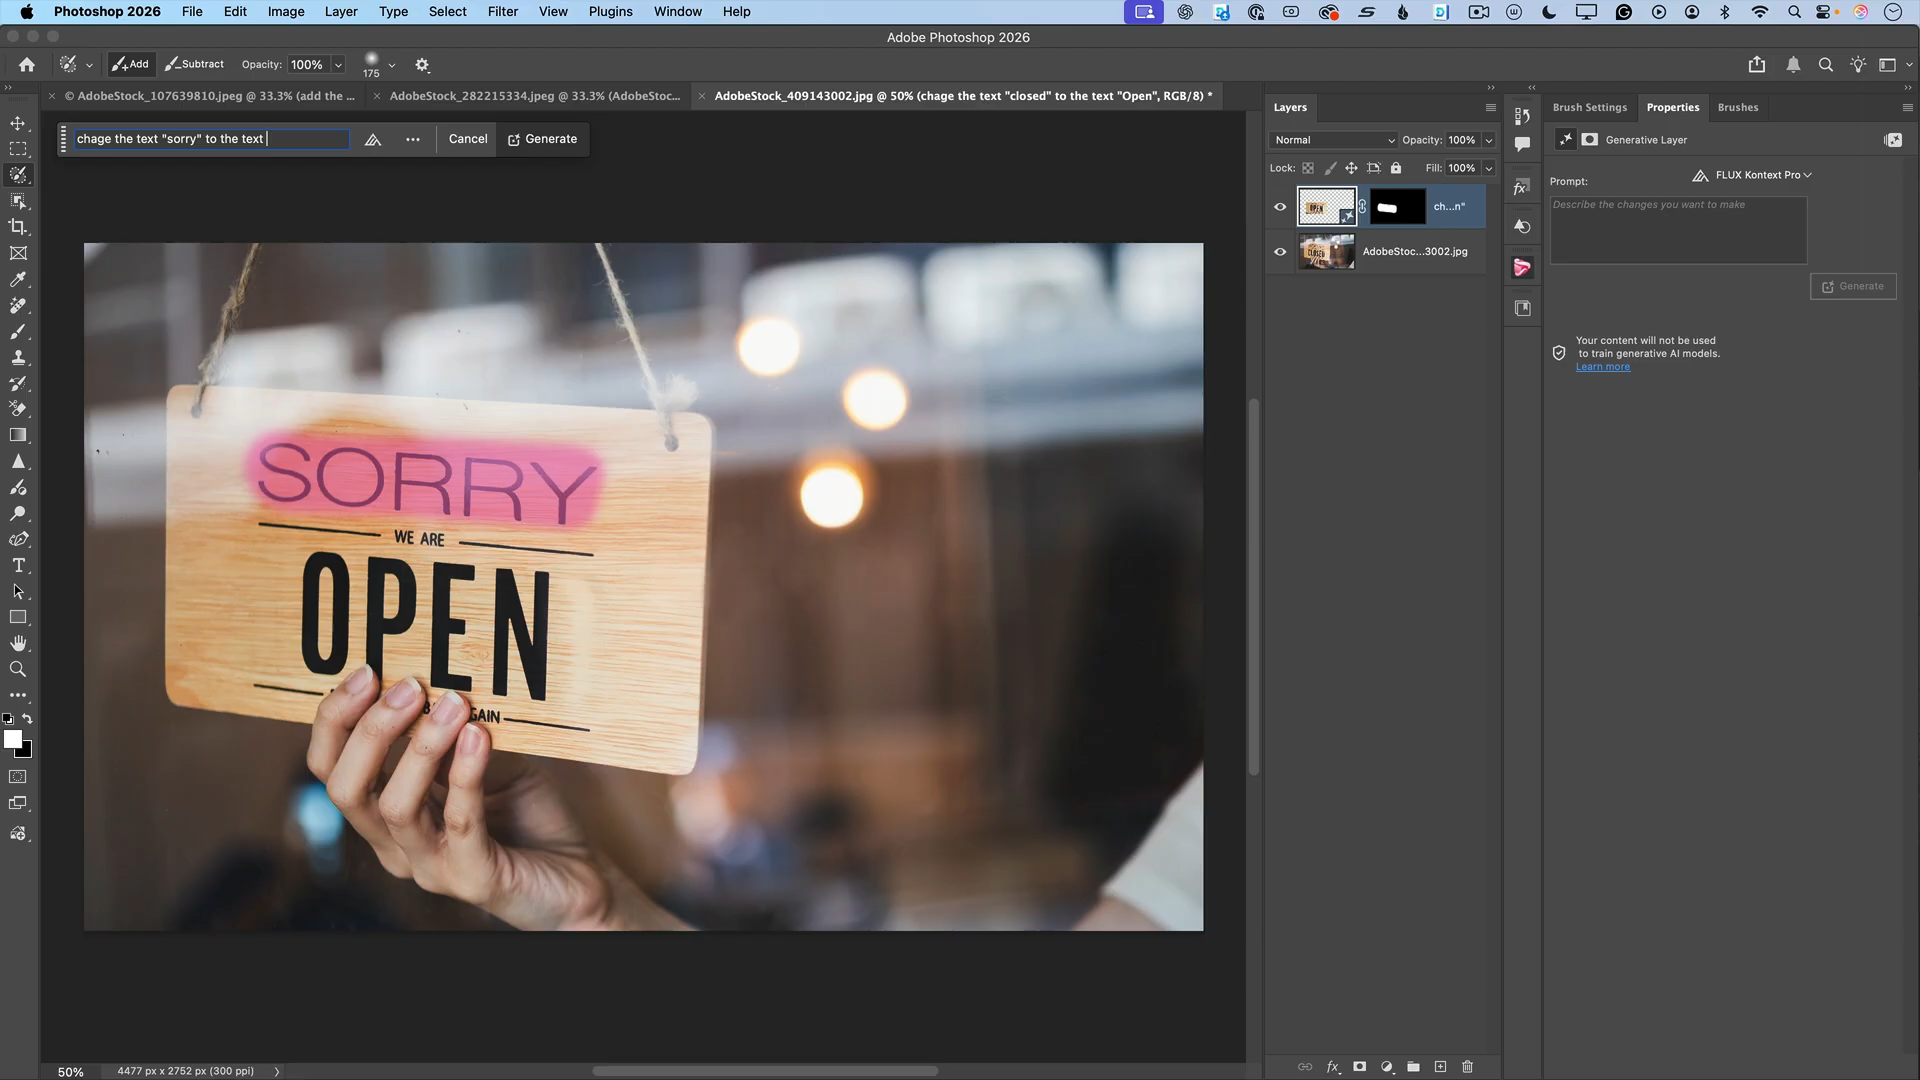 Photoshop 2026 File Edit Image Layer Type Select Filter View Plugins Window Help
Adobe Photoshop 2026
Add Subtract Opacity: 100% 175
© AdobeStock_107639810.jpeg @ 33.3% (add the ... AdobeStock_282215334.jpeg @ 33.3% (AdobeStoc... AdobeStock_409143002.jpg @ 50% (chage the text "closed" to the text "Open", RGB/8) *
chage the text "sorry" to the text
Cancel Generate
SORRY
WE ARE
OPEN
GAIN
50% 4477 px x 2752 px (300 ppi)
Layers
Normal Opacity: 100%
Lock: Fill: 100%
ch...n"
AdobeStoc...3002.jpg
Brush Settings Properties Brushes
Generative Layer
Prompt: FLUX Kontext Pro
Describe the changes you want to make
Generate
Your content will not be used
to train generative AI models.
Learn more